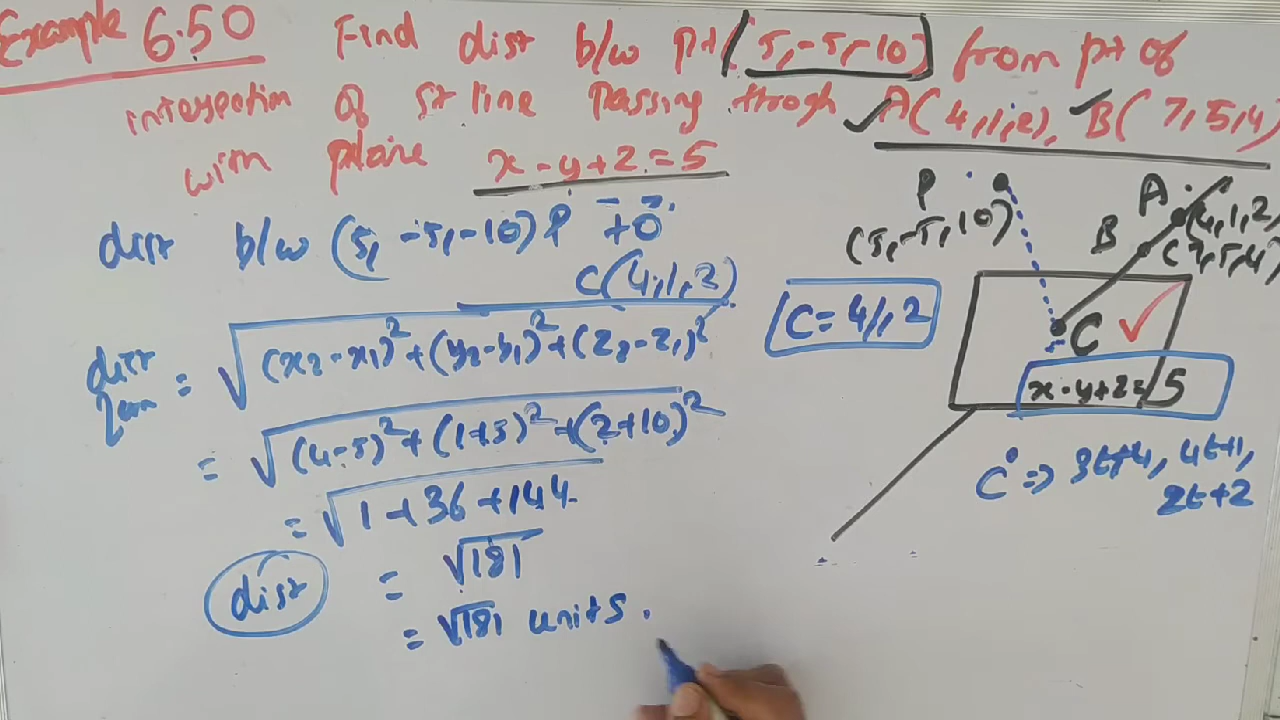 Example 6.50 Find dist b/w pt (5,-5,-10) from pt of
intersection of st line Passing through A(4,1,2), B(7,5,4)
with plane x-y+z=5
dist b/w (5,-5,-10)P to
C(4,1,2)
dist = √(x₂-x₁)²+(y₂-y₁)²+(z₂-z₁)²
= √(4-5)²+(1+5)²+(2+10)²
= √1+36+144
= √181
dist
= √181 units.
P
(5,-5,10)
A (4,1,2)
B (7,5,4)
C=4,1,2
C
x-y+z=5
C => 3t+4, 4t+1,
2t+2